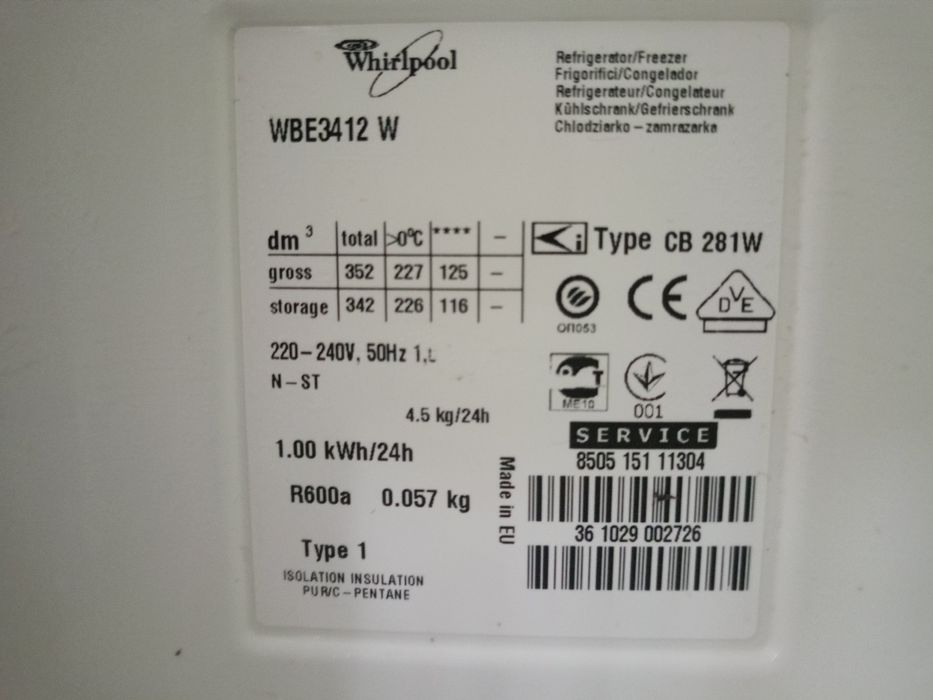 Whirlpool
Refrigerator/Freezer
Frigorifici/Congelador
Refrigerateur/Congelateur
Kühlschrank/Gefrierschrank
Chlodziarko – zamrazarka
WBE3412 W
dm³ total >0°C **** –
gross 352 227 125 –
storage 342 226 116 –
i Type CB 281W
ОП053
CE
DVE
220–240V, 50Hz
N–ST
4.5 kg/24h
1.00 kWh/24h
R600a 0.057 kg
Type 1
ISOLATION INSULATION
PUR/C–PENTANE
Made in EU
ME10
001
SERVICE
8505 151 11304
36 1029 002726